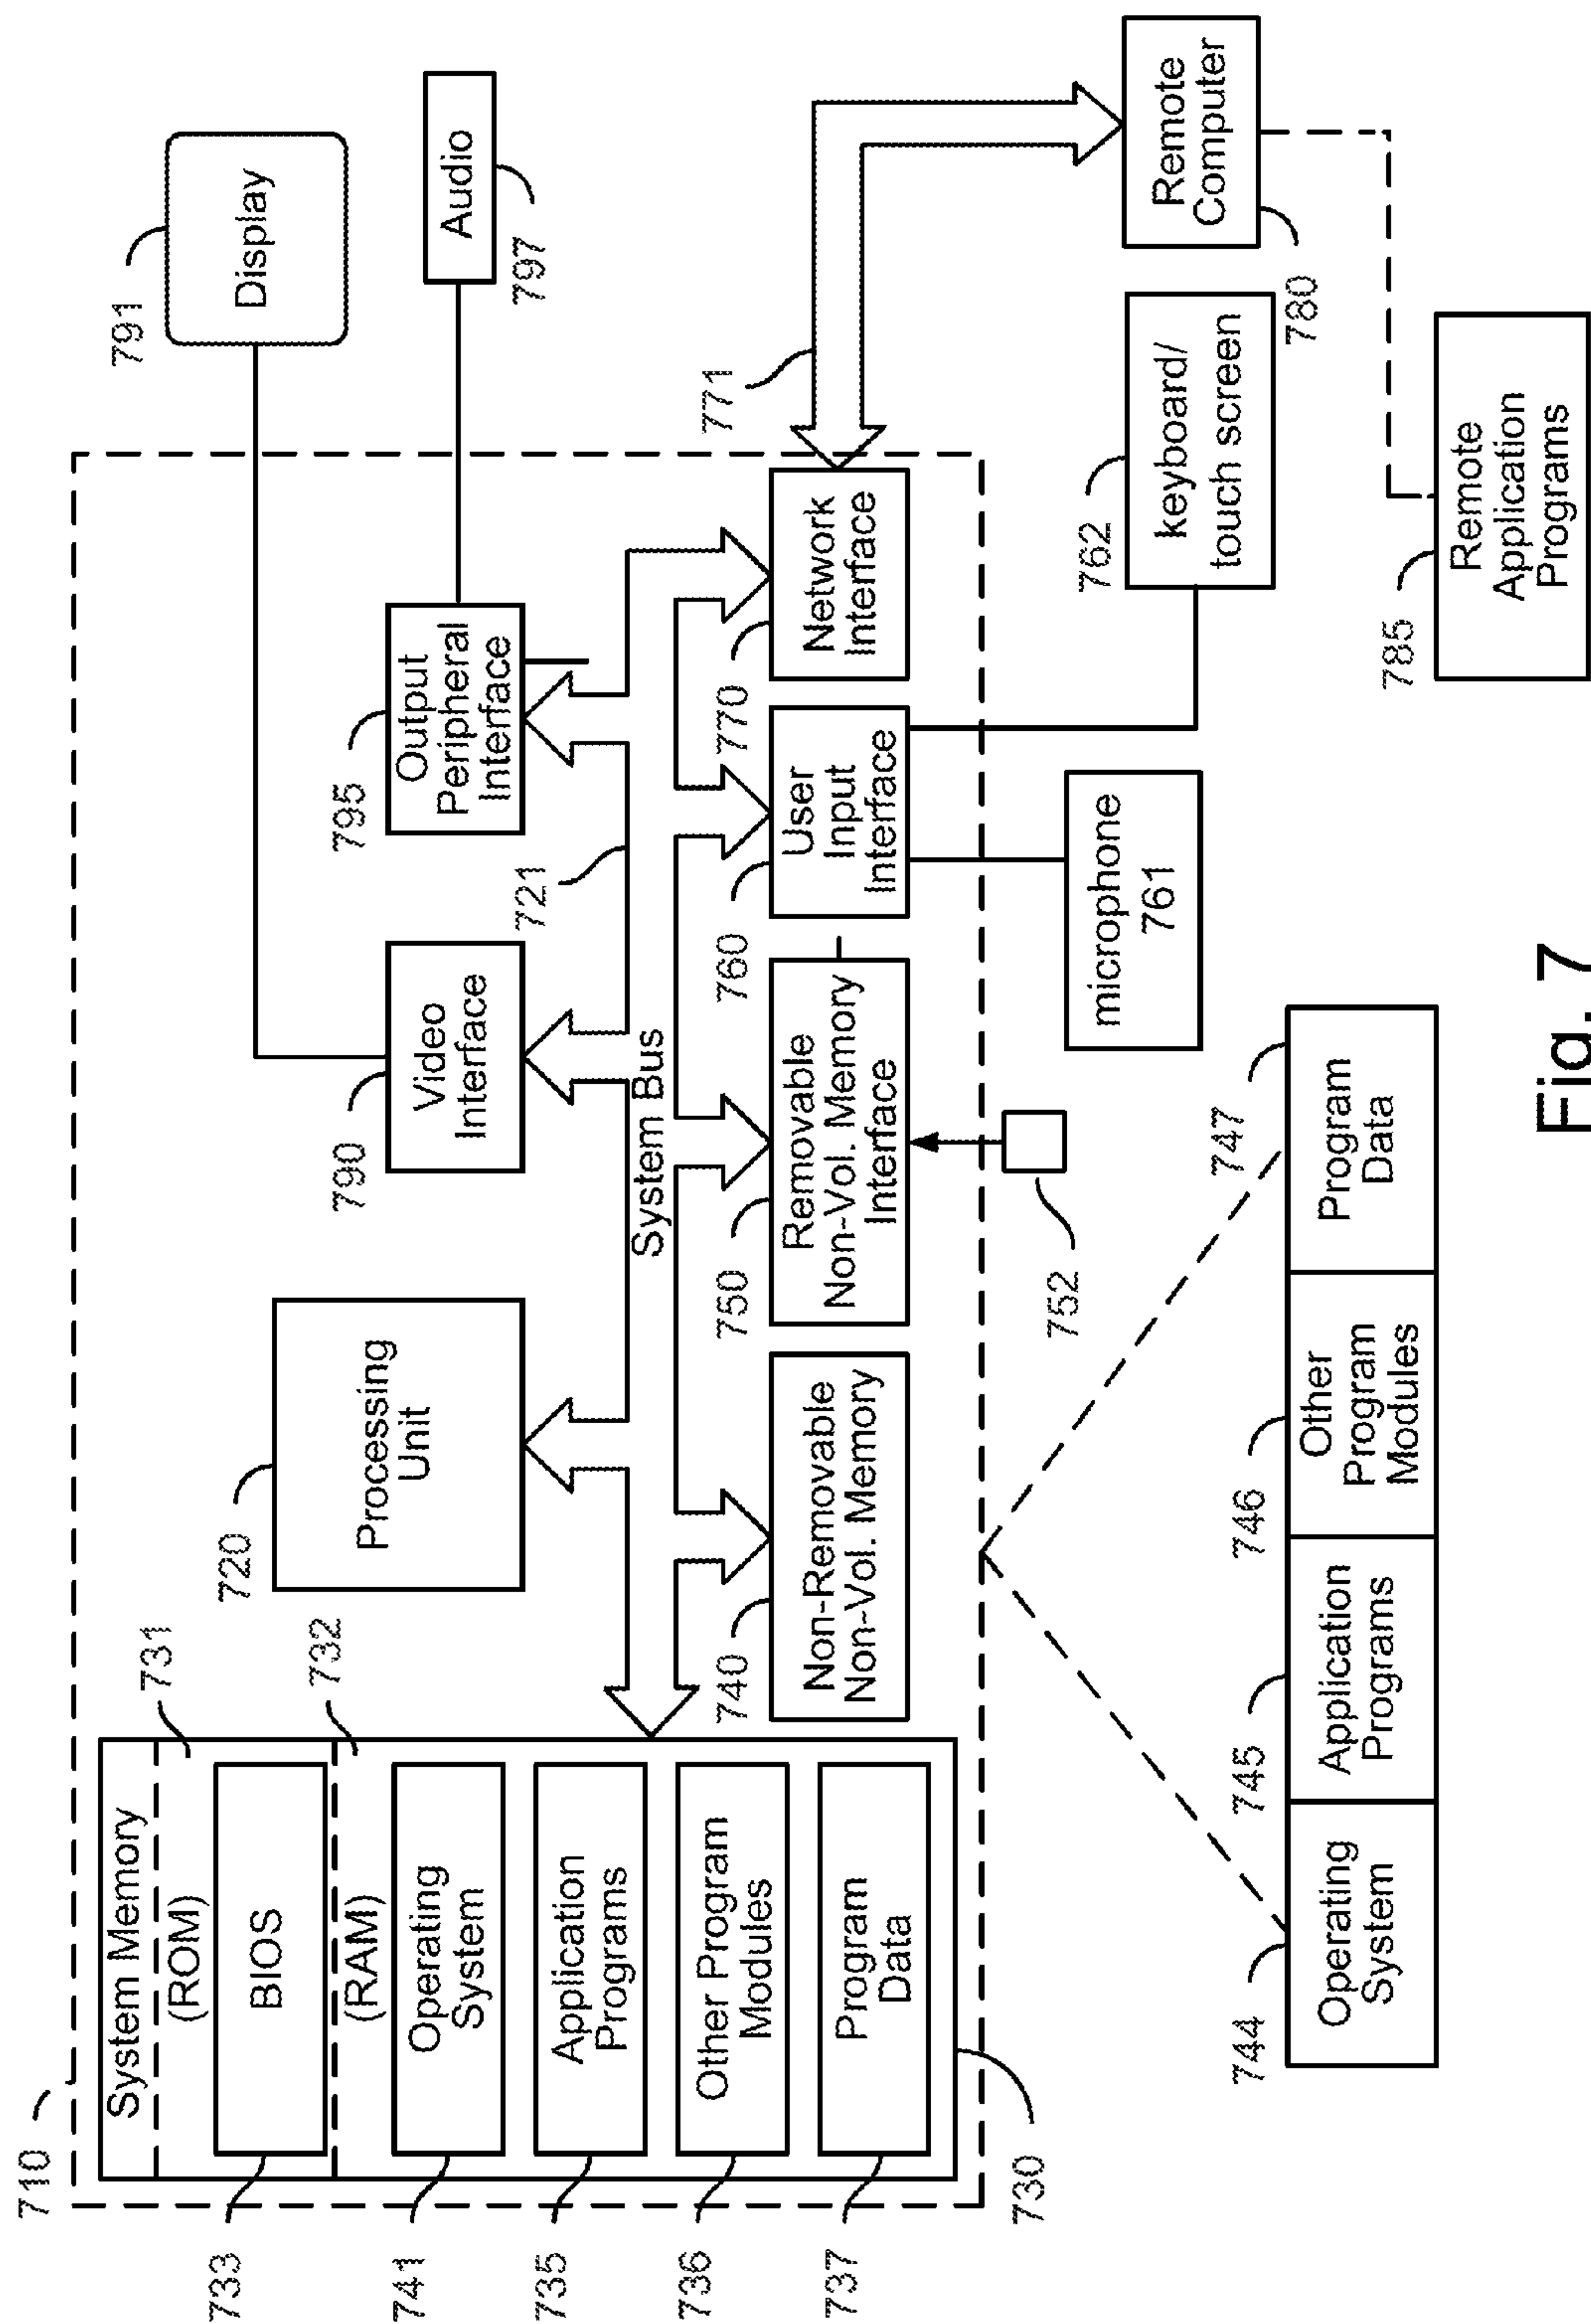 710
System Memory
(ROM)
731
BIOS
733
(RAM)
732
Operating
System
741
Application
Programs
735
Other Program
Modules
736
Program
Data
737
730
720
Processing
Unit
790
Video
Interface
791
Display
795
Output
Peripheral
Interface
Audio
797
721
System Bus
740
Non-Removable
Non-Vol. Memory
750
Removable
Non-Vol. Memory
Interface
760
User
Input
Interface
770
Network
Interface
771
752
microphone
761
762
keyboard/
touch screen
Remote
Computer
780
744
Operating
System
745
Application
Programs
746
Other
Program
Modules
747
Program
Data
785
Remote
Application
Programs
Fig. 7